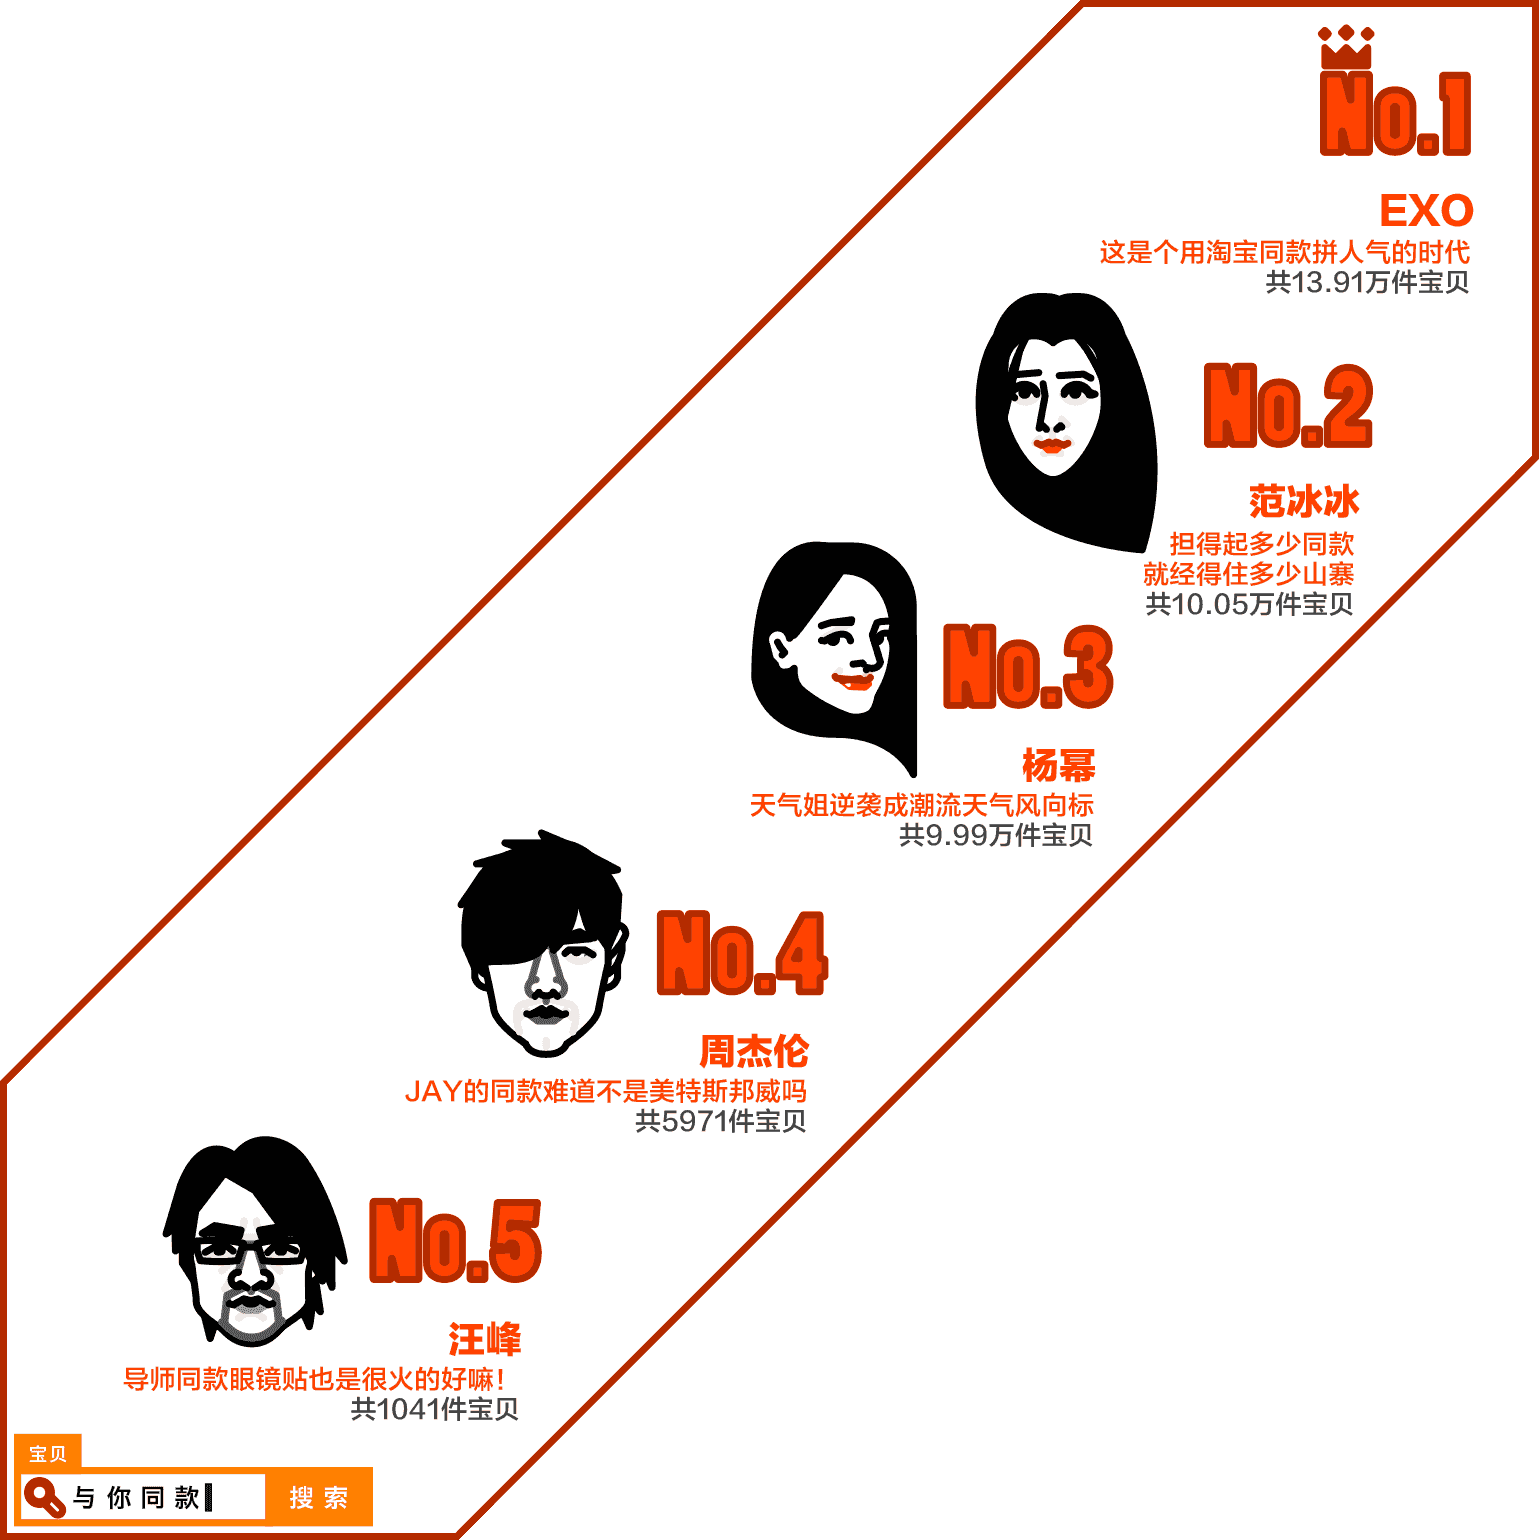 No.1
EXO
这是个用淘宝同款拼人气的时代
共13.91万件宝贝
No.2
范冰冰
担得起多少同款
就经得住多少山寨
共10.05万件宝贝
No.3
杨幂
天气姐逆袭成潮流天气风向标
共9.99万件宝贝
No.4
周杰伦
JAY的同款难道不是美特斯邦威吗
共5971件宝贝
No.5
汪峰
导师同款眼镜贴也是很火的好嘛！
共1041件宝贝
宝贝
与你同款 搜索